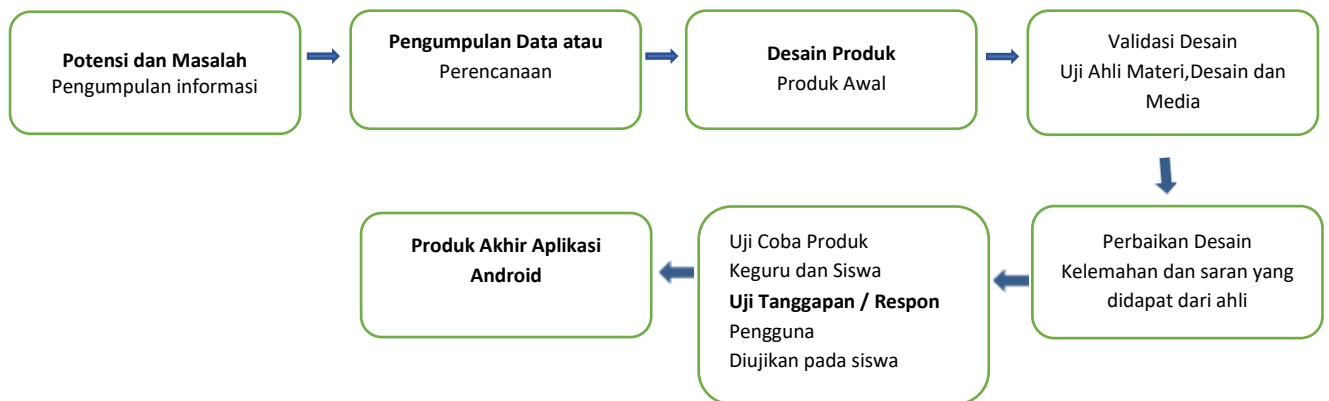 Potensi dan Masalah
Pengumpulan informasi
Pengumpulan Data atau
Perencanaan
Desain Produk
Produk Awal
Validasi Desain
Uji Ahli Materi,Desain dan
Media
Perbaikan Desain
Kelemahan dan saran yang
didapat dari ahli
Uji Coba Produk
Keguru dan Siswa
Uji Tanggapan / Respon
Pengguna
Diujikan pada siswa
Produk Akhir Aplikasi
Android